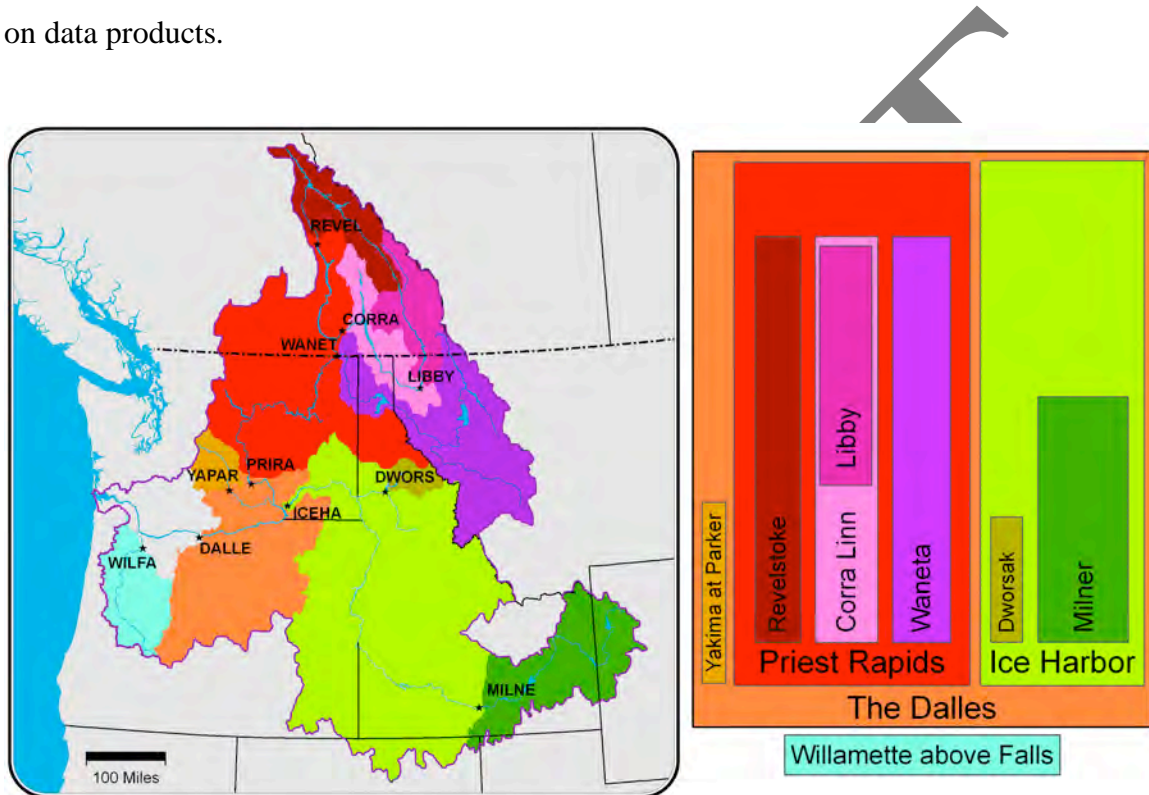 on data products.
REVEL
CORRA
WANET
LIBBY
PRIRA
YAPAR
DWORS
ICEHA
DALLE
WILFA
MILNE
100 Miles
Yakima at Parker
Revelstoke
Corra Linn
Libby
Waneta
Dworsak
Milner
Priest Rapids
Ice Harbor
The Dalles
Willamette above Falls